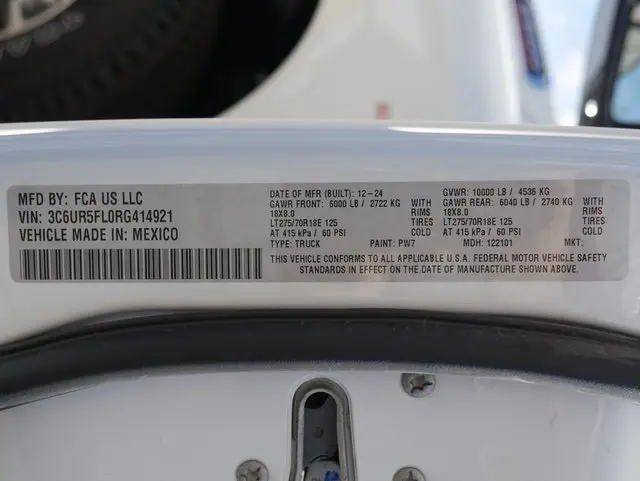 MFD BY: FCA US LLC
VIN: 3C6UR5FL0RG414921
VEHICLE MADE IN: MEXICO
DATE OF MFR (BUILT): 12-24
GAWR FRONT: 6000 LB / 2722 KG WITH
18X8.0 RIMS
LT275/70R18E 125 TIRES
AT 415 kPa / 60 PSI COLD
TYPE: TRUCK PAINT: PW7
GVWR: 10000 LB / 4536 KG
GAWR REAR: 6040 LB / 2740 KG WITH
18X8.0 RIMS
LT275/70R18E 125 TIRES
AT 415 kPa / 60 PSI COLD
MDH: 122101 MKT:
THIS VEHICLE CONFORMS TO ALL APPLICABLE U.S.A. FEDERAL MOTOR VEHICLE SAFETY
STANDARDS IN EFFECT ON THE DATE OF MANUFACTURE SHOWN ABOVE.